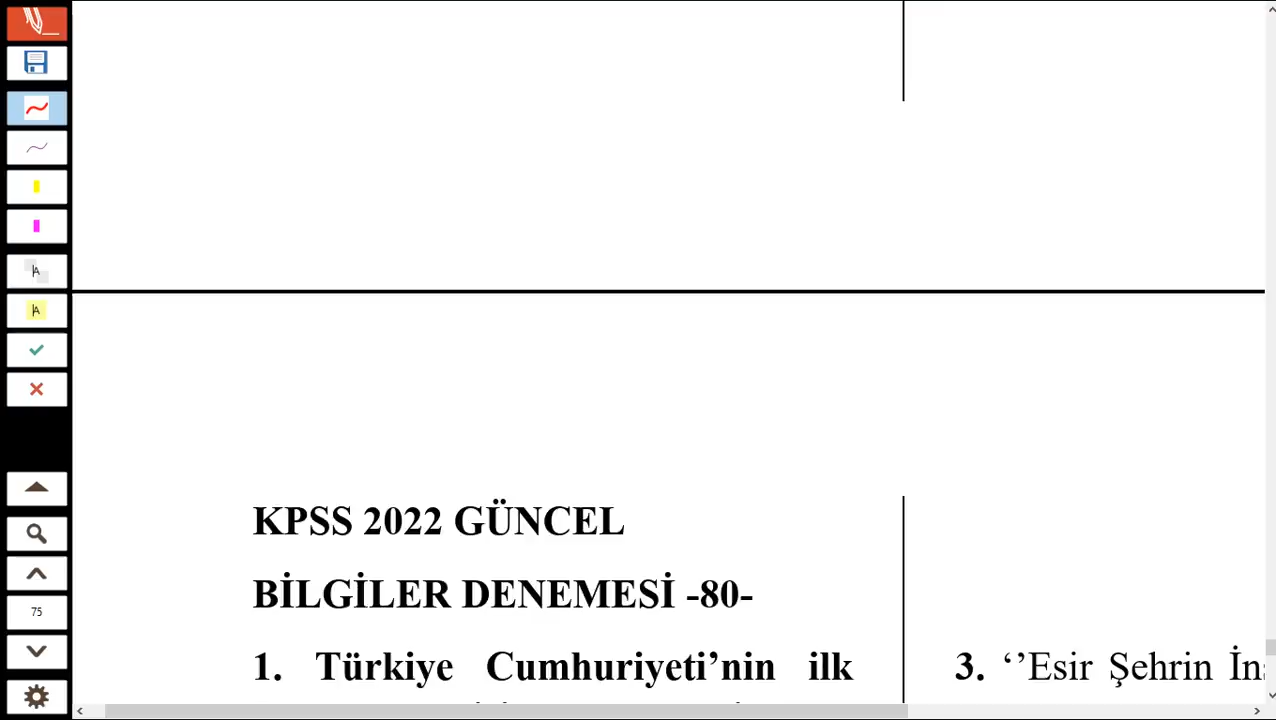 KPSS 2022 GÜNCEL
BİLGİLER DENEMESİ -80-
1. Türkiye Cumhuriyeti’nin ilk
3. ‘’Esir Şehrin
A
A
75